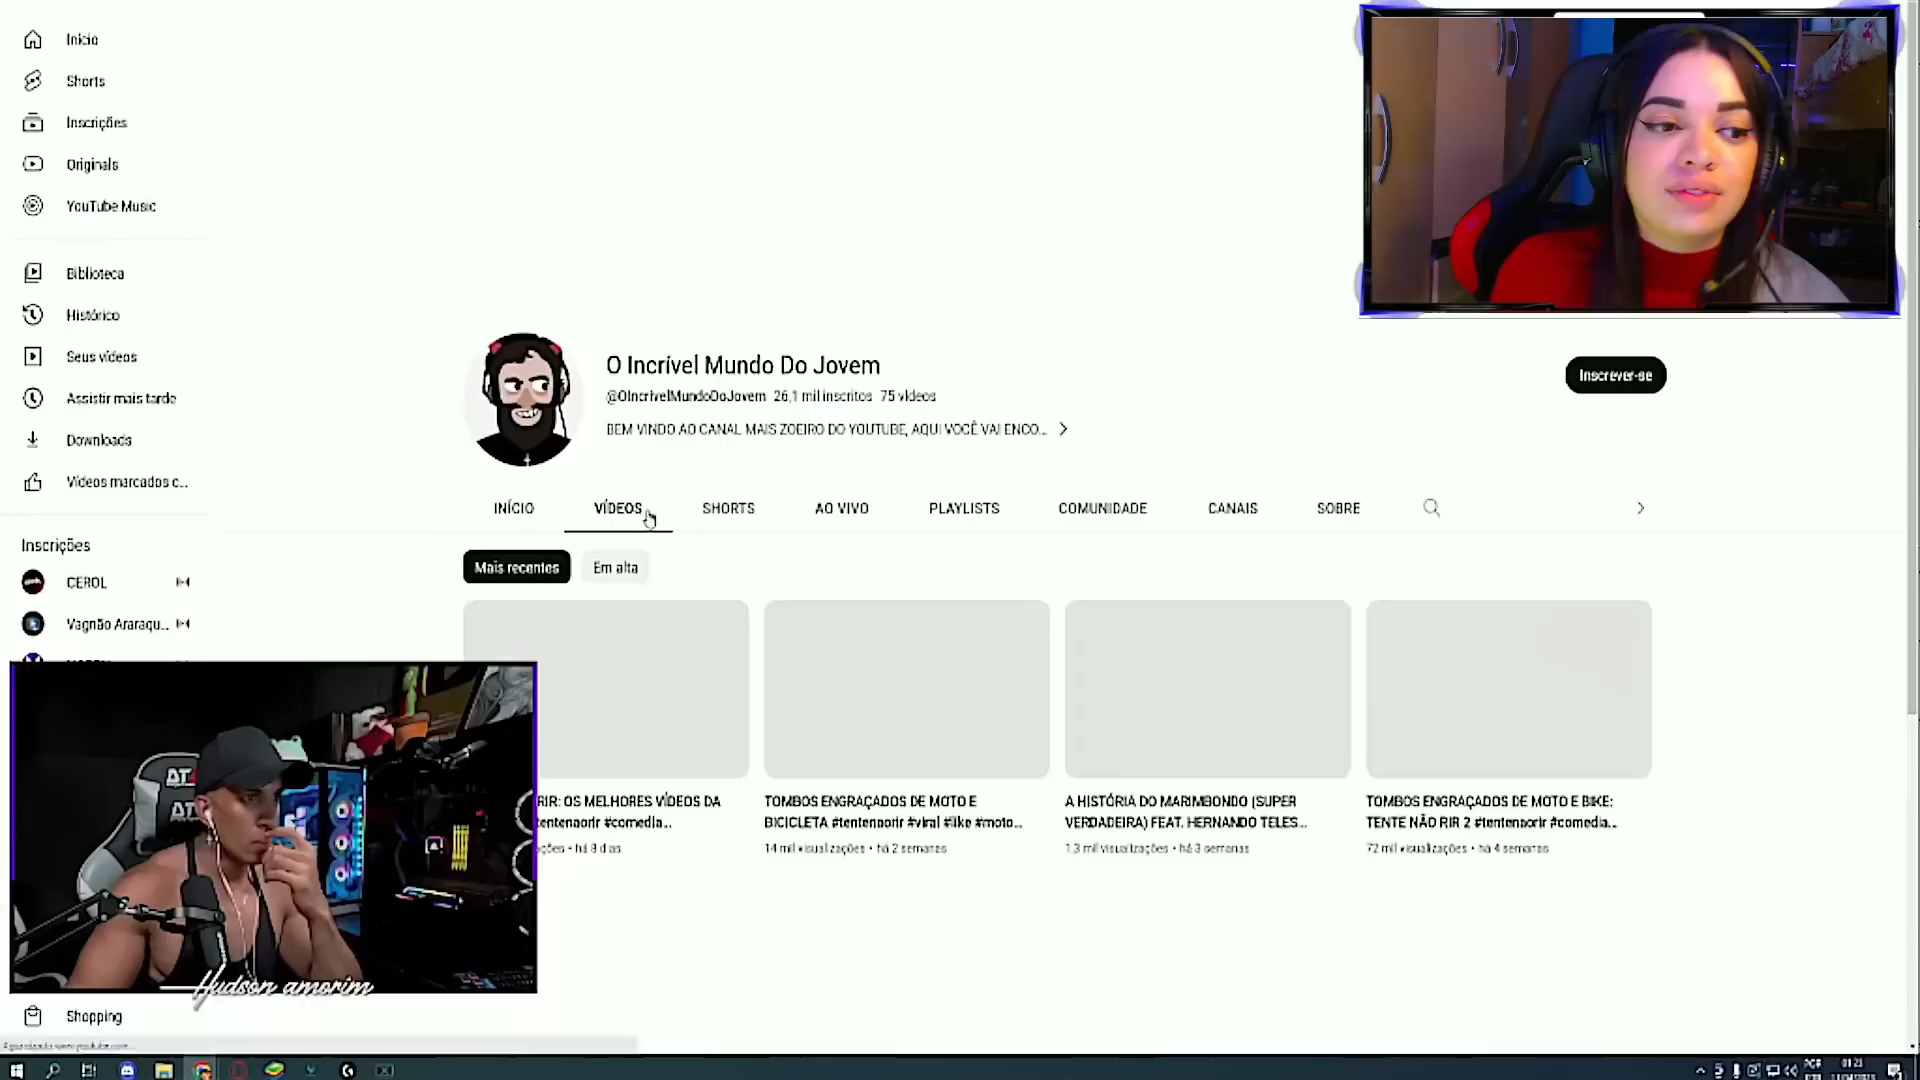 Início
Shorts
Inscrições
Originals
YouTube Music
Biblioteca
Histórico
Seus vídeos
Assistir mais tarde
Downloads
Vídeos marcados c...
Inscrições
CEROL
Vagnão Araraqu...
Shopping
O Incrível Mundo Do Jovem
@OIncrivelMundoDoJovem 26,1 mil inscritos 75 vídeos
BEM VINDO AO CANAL MAIS ZOEIRO DO YOUTUBE, AQUI VOCÊ VAI ENCO...
Inscrever-se
INÍCIO VÍDEOS SHORTS AO VIVO PLAYLISTS COMUNIDADE CANAIS SOBRE
Mais recentes Em alta
RIR: OS MELHORES VÍDEOS DA
tentenaorir #comedia...
ções • há 8 dias
TOMBOS ENGRAÇADOS DE MOTO E
BICICLETA #tentenaorir #viral #like #moto...
14 mil visualizações • há 2 semanas
A HISTÓRIA DO MARIMBONDO (SUPER
VERDADEIRA) FEAT. HERNANDO TELES...
1,3 mil visualizações • há 3 semanas
TOMBOS ENGRAÇADOS DE MOTO E BIKE:
TENTE NÃO RIR 2 #tentenaorir #comedia...
72 mil visualizações • há 4 semanas
Hudson amorim